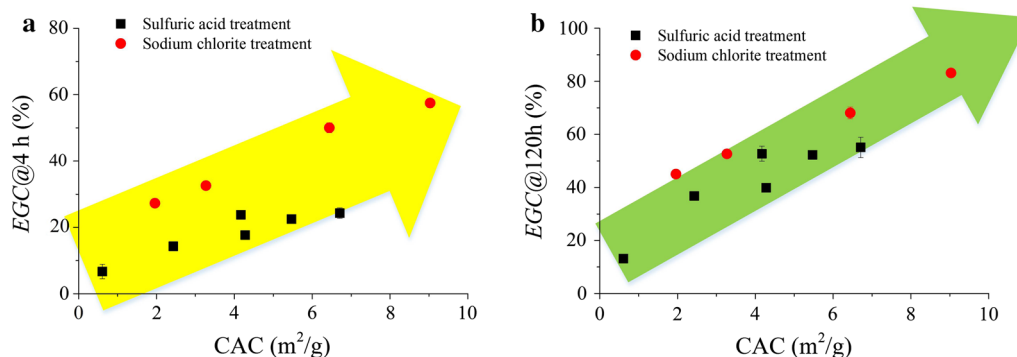 a
Sulfuric acid treatment
Sodium chlorite treatment
80
60
40
20
0
EGC@4 h (%)
0 2 4 6 8 10
CAC (m²/g)
b
Sulfuric acid treatment
Sodium chlorite treatment
100
80
60
40
20
0
EGC@120h (%)
0 2 4 6 8 10
CAC (m²/g)